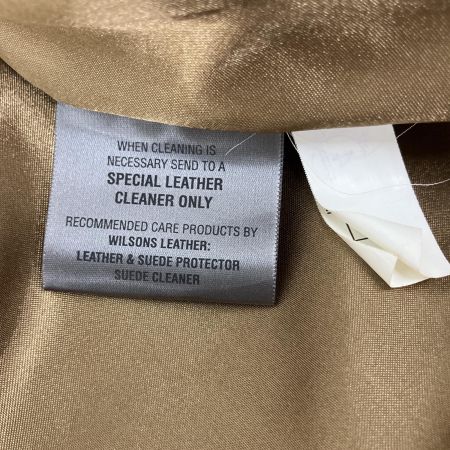 WHEN CLEANING IS
NECESSARY SEND TO A
SPECIAL LEATHER
CLEANER ONLY
RECOMMENDED CARE PRODUCTS BY
WILSONS LEATHER:
LEATHER & SUEDE PROTECTOR
SUEDE CLEANER